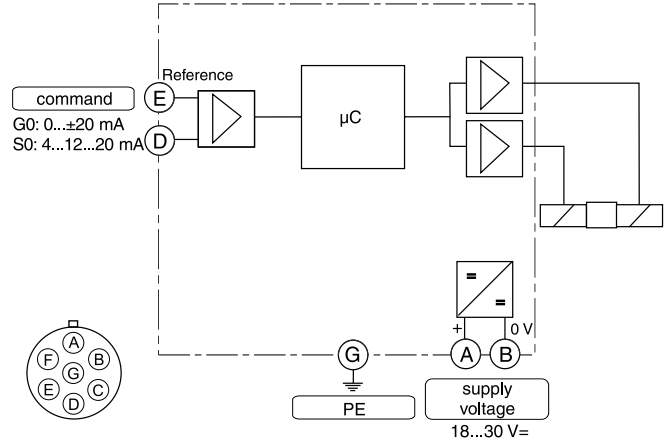 Reference
E
command
G0: 0...±20 mA
S0: 4...12...20 mA
D
µC
+
0 V
G
A
B
PE
supply
voltage
18...30 V=
A
F
B
G
E
C
D